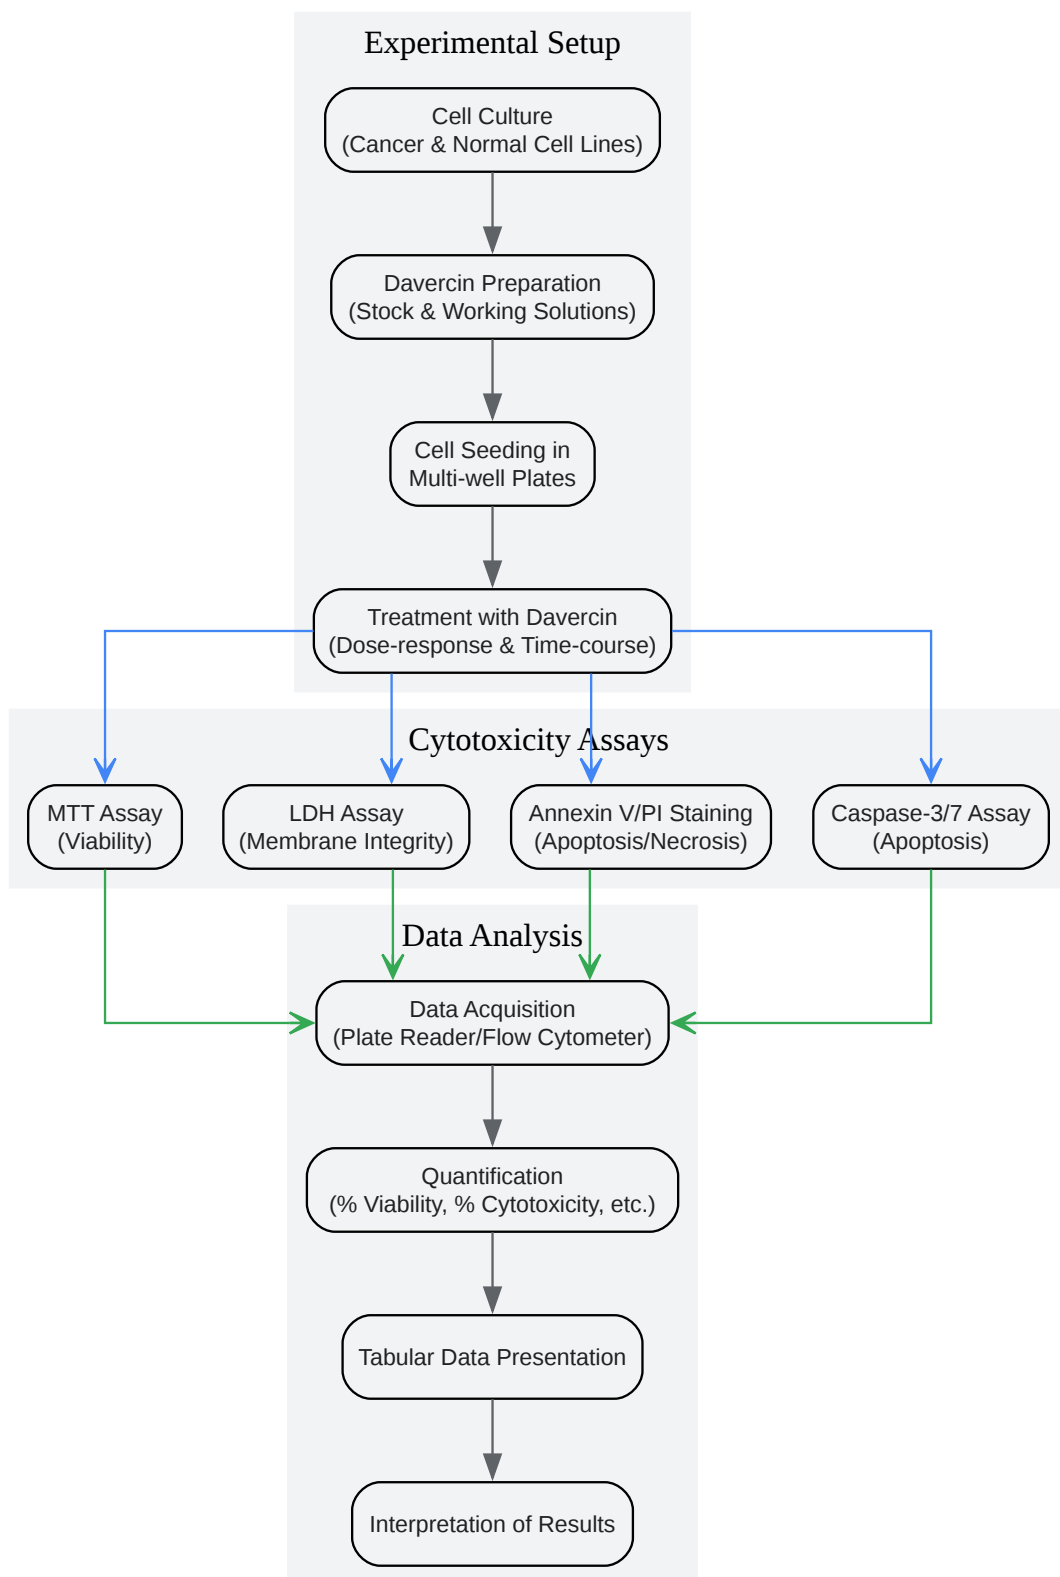 Experimental Setup
Cell Culture
(Cancer & Normal Cell Lines)
Davercin Preparation
(Stock & Working Solutions)
Cell Seeding in
Multi-well Plates
Treatment with Davercin
(Dose-response & Time-course)
Cytotoxicity Assays
MTT Assay
(Viability)
LDH Assay
(Membrane Integrity)
Annexin V/PI Staining
(Apoptosis/Necrosis)
Caspase-3/7 Assay
(Apoptosis)
Data Analysis
Data Acquisition
(Plate Reader/Flow Cytometer)
Quantification
(% Viability, % Cytotoxicity, etc.)
Tabular Data Presentation
Interpretation of Results